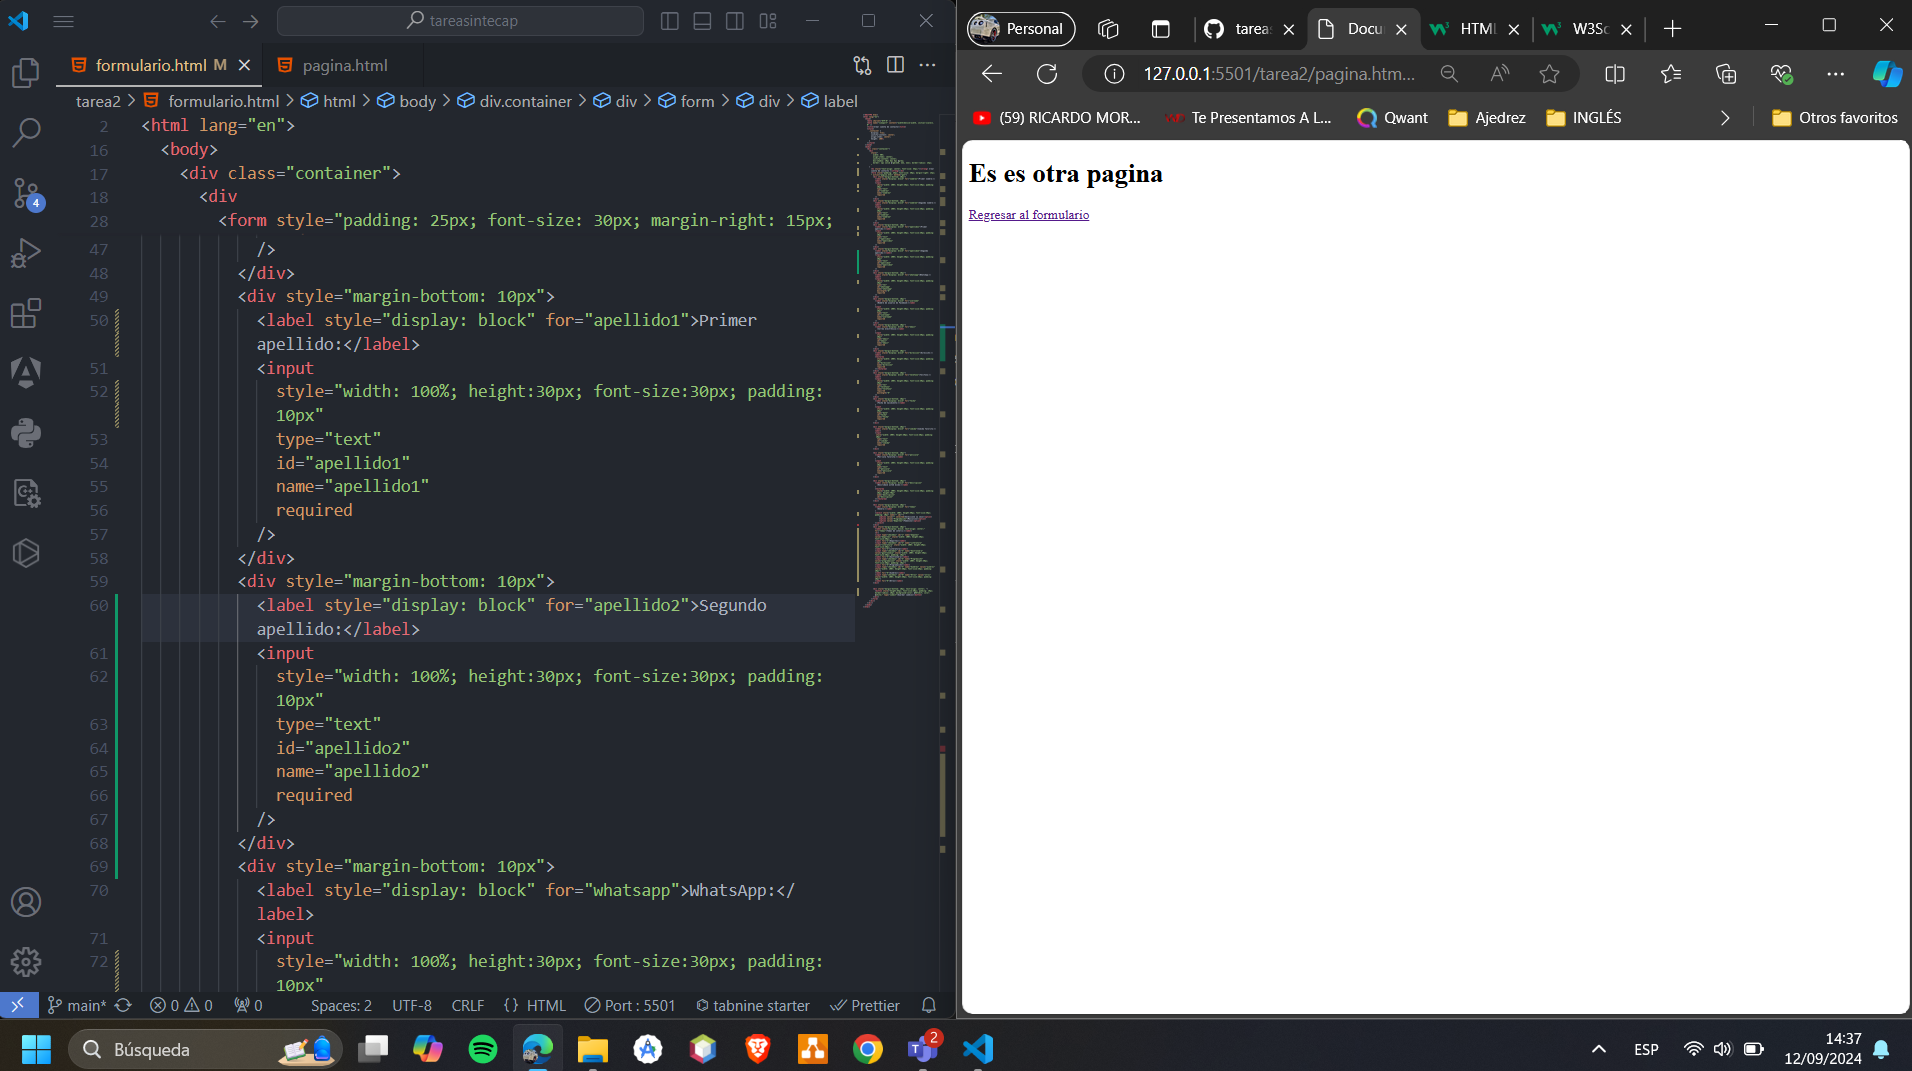 tareasintecap
formulario.html M
pagina.html
tarea2 > formulario.html > html > body > div.container > div > form > div > label
2 <html lang="en">
16 <body>
17 <div class="container">
18 <div
28 <form style="padding: 25px; font-size: 30px; margin-right: 15px;
47 />
48 </div>
49 <div style="margin-bottom: 10px">
50 <label style="display: block" for="apellido1">Primer
apellido:</label>
51 <input
52 style="width: 100%; height:30px; font-size:30px; padding:
10px"
53 type="text"
54 id="apellido1"
55 name="apellido1"
56 required
57 />
58 </div>
59 <div style="margin-bottom: 10px">
60 <label style="display: block" for="apellido2">Segundo
apellido:</label>
61 <input
62 style="width: 100%; height:30px; font-size:30px; padding:
10px"
63 type="text"
64 id="apellido2"
65 name="apellido2"
66 required
67 />
68 </div>
69 <div style="margin-bottom: 10px">
70 <label style="display: block" for="whatsapp">WhatsApp:</
label>
71 <input
72 style="width: 100%; height:30px; font-size:30px; padding:
10px"
4
main* 0 0 0 Spaces: 2 UTF-8 CRLF {} HTML Port : 5501 tabnine starter Prettier
Personal
tarea
Docu
HTML
W3Sc
127.0.0.1:5501/tarea2/pagina.htm...
(59) RICARDO MOR...
Te Presentamos A L...
Qwant
Ajedrez
INGLÉS
Otros favoritos
Es es otra pagina
Regresar al formulario
Búsqueda
2
ESP
14:37
12/09/2024